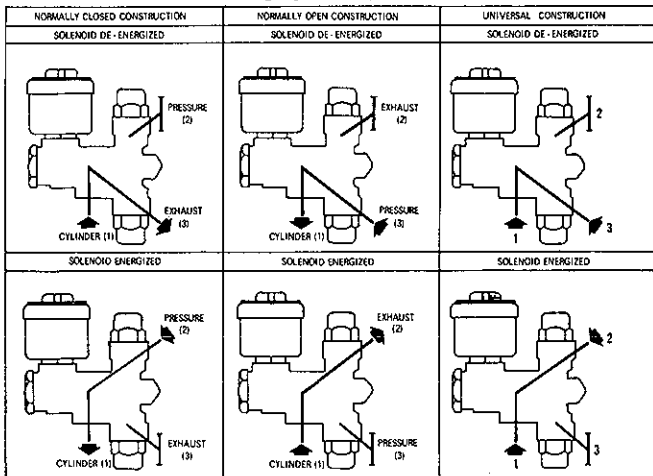 NORMALLY CLOSED CONSTRUCTION
SOLENOID DE-ENERGIZED
PRESSURE
(2)
EXHAUST
(3)
CYLINDER (1)
NORMALLY OPEN CONSTRUCTION
SOLENOID DE-ENERGIZED
EXHAUST
(2)
PRESSURE
(3)
CYLINDER (1)
UNIVERSAL CONSTRUCTION
SOLENOID DE-ENERGIZED
2
3
1
SOLENOID ENERGIZED
PRESSURE
(2)
EXHAUST
(3)
CYLINDER (1)
SOLENOID ENERGIZED
EXHAUST
(2)
PRESSURE
(3)
CYLINDER (1)
SOLENOID ENERGIZED
2
3
1